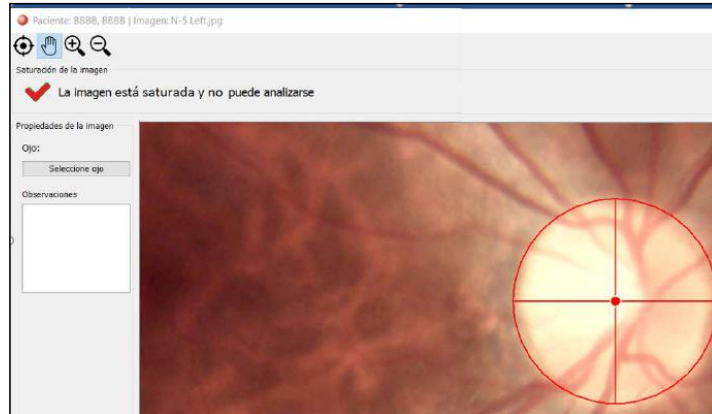 Paciente: BBBB, BBBB | Imagen: N-5 Left.jpg
Saturación de la imagen
La imagen está saturada y no puede analizarse
Propiedades de la imagen
Ojo:
Seleccione ojo
Observaciones